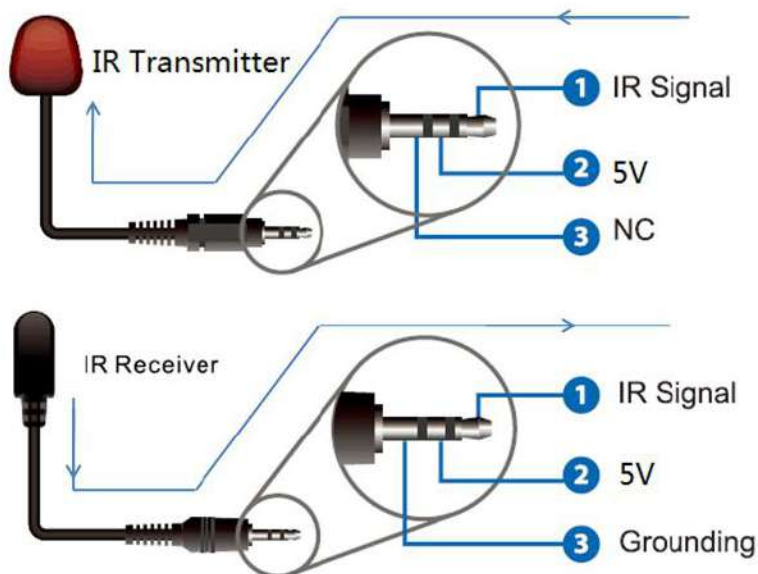 IR Transmitter
1 IR Signal
2 5V
3 NC
IR Receiver
1 IR Signal
2 5V
3 Grounding